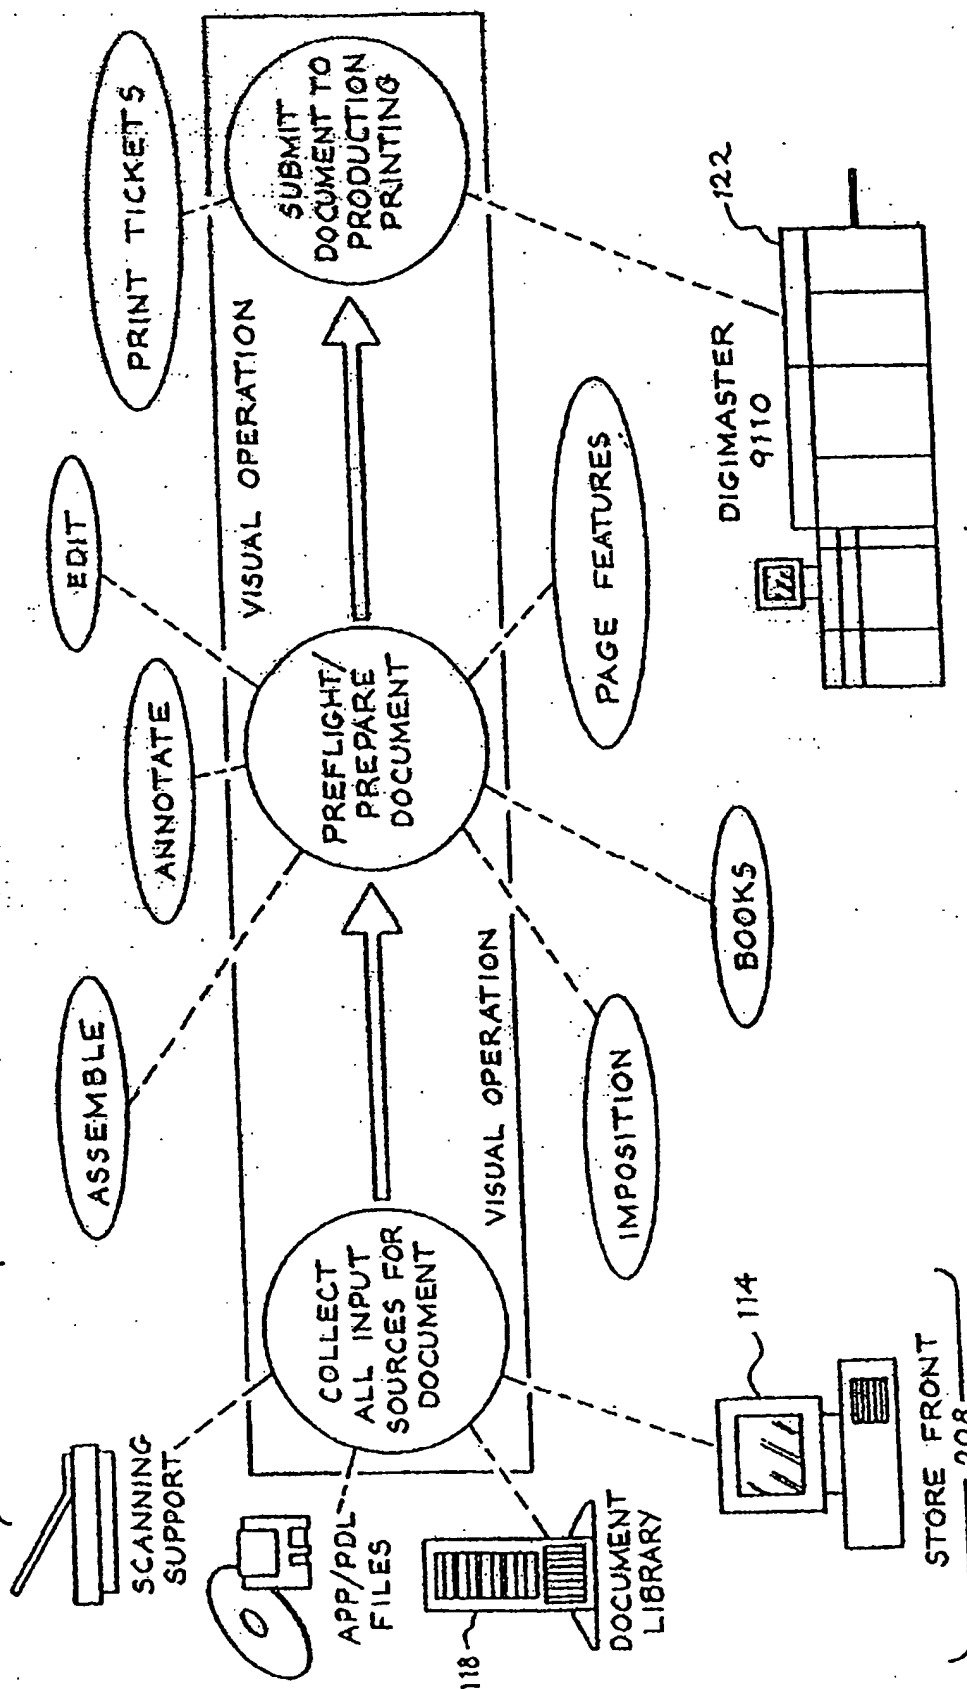 SCANNING
SUPPORT
APP/PDL
FILES
118
DOCUMENT
LIBRARY
COLLECT
ALL INPUT
SOURCES FOR
DOCUMENT
114
STORE FRONT
208
VISUAL OPERATION
ASSEMBLE
ANNOTATE
EDIT
PREFLIGHT/
PREPARE
DOCUMENT
IMPOSITION
BOOKS
PAGE FEATURES
VISUAL OPERATION
PRINT TICKETS
SUBMIT
DOCUMENT TO
PRODUCTION
PRINTING
DIGIMASTER
9110
122